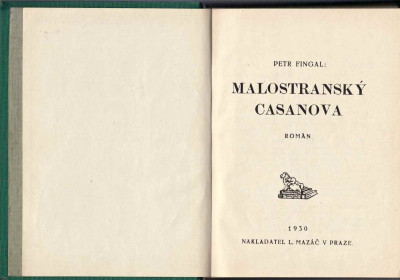 PETR FINGAL:
MALOSTRANSKÝ
CASANOVA
ROMÁN
1930
NAKLADATEL L. MAZÁČ V PRAZE.